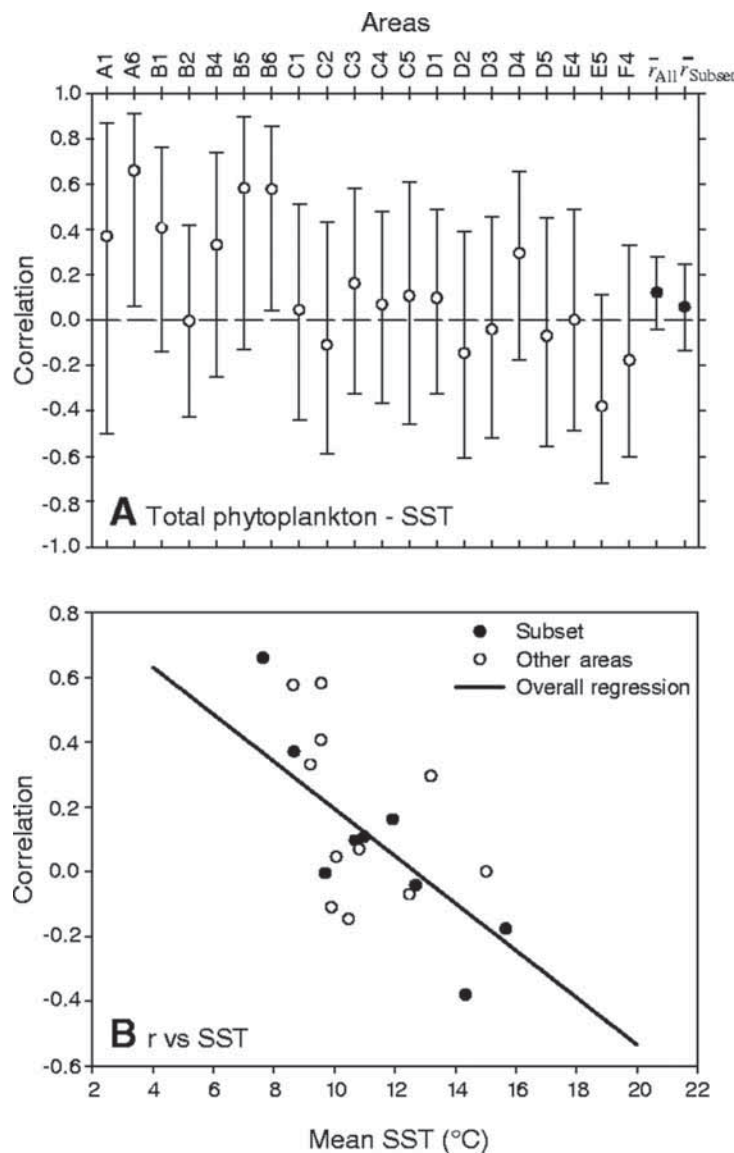 Areas
A1 A6 B1 B2 B4 B5 B6 C1 C2 C3 C4 C5 D1 D2 D3 D4 D5 E4 E5 F4 r̄All r̄Subset
1.0
0.8
0.6
0.4
0.2
0.0
-0.2
-0.4
-0.6
-0.8
-1.0
Correlation
A Total phytoplankton - SST
0.8
0.6
0.4
0.2
0.0
-0.2
-0.4
-0.6
Correlation
Subset
Other areas
Overall regression
B r vs SST
2 4 6 8 10 12 14 16 18 20 22
Mean SST (°C)